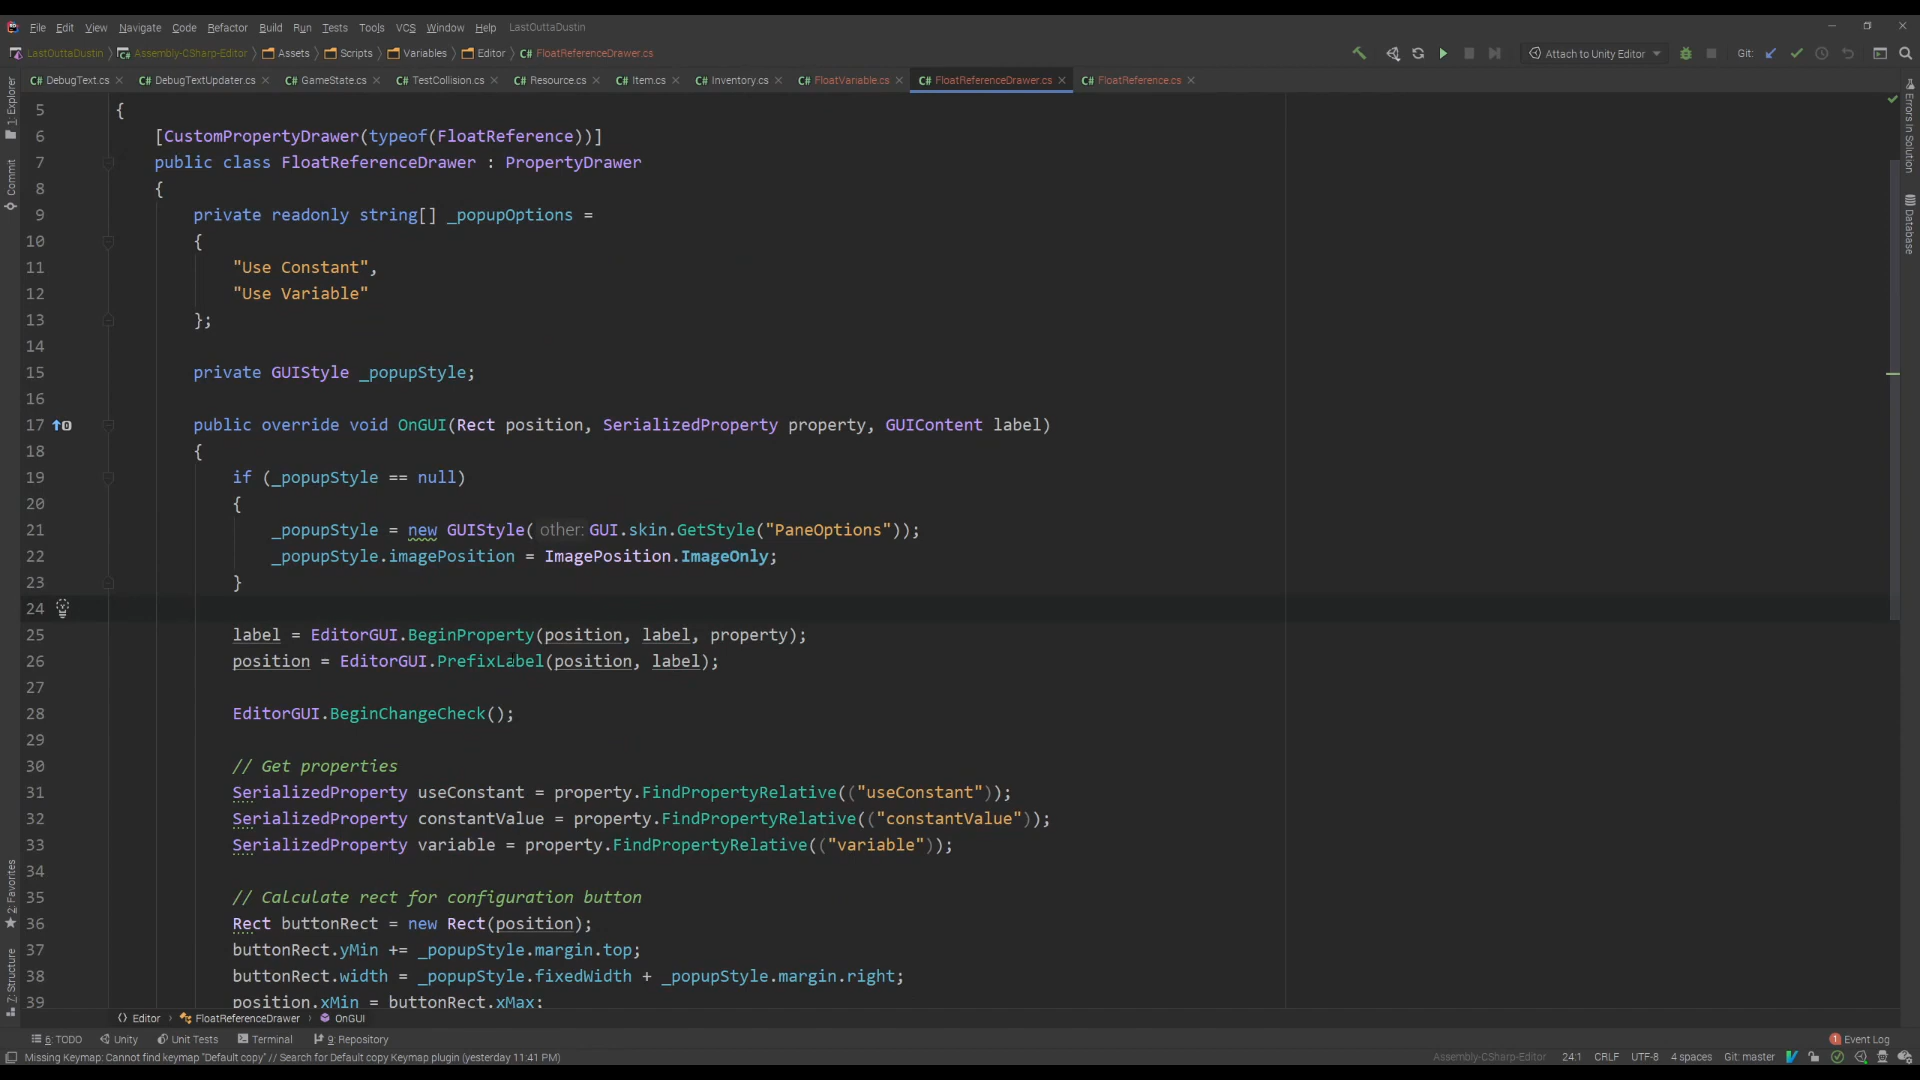 File Edit View Navigate Code Refactor Build Run Tests Tools VCS Window Help LastOuttaDustin
LastOuttaDustin Assembly-CSharp-Editor Assets Scripts Variables Editor C# FloatReferenceDrawer.cs Attach to Unity Editor Git:
C# DebugText.cs C# DebugTextUpdater.cs C# GameState.cs C# TestCollision.cs C# Resource.cs C# Item.cs C# Inventory.cs C# FloatVariable.cs C# FloatReferenceDrawer.cs C# FloatReference.cs
1: Explorer
Commit
2: Favorites
Z: Structure
Errors in Solution
Database
5 {
6 [CustomPropertyDrawer(typeof(FloatReference))]
7 public class FloatReferenceDrawer : PropertyDrawer
8 {
9 private readonly string[] _popupOptions =
10 {
11 "Use Constant",
12 "Use Variable"
13 };
14
15 private GUIStyle _popupStyle;
16
17 public override void OnGUI(Rect position, SerializedProperty property, GUIContent label)
18 {
19 if (_popupStyle == null)
20 {
21 _popupStyle = new GUIStyle( other: GUI.skin.GetStyle("PaneOptions"));
22 _popupStyle.imagePosition = ImagePosition.ImageOnly;
23 }
24
25 label = EditorGUI.BeginProperty(position, label, property);
26 position = EditorGUI.PrefixLabel(position, label);
27
28 EditorGUI.BeginChangeCheck();
29
30 // Get properties
31 SerializedProperty useConstant = property.FindPropertyRelative(("useConstant"));
32 SerializedProperty constantValue = property.FindPropertyRelative(("constantValue"));
33 SerializedProperty variable = property.FindPropertyRelative(("variable"));
34
35 // Calculate rect for configuration button
36 Rect buttonRect = new Rect(position);
37 buttonRect.yMin += _popupStyle.margin.top;
38 buttonRect.width = _popupStyle.fixedWidth + _popupStyle.margin.right;
39 position.xMin = buttonRect.xMax;
Editor FloatReferenceDrawer OnGUI
6: TODO Unity Unit Tests Terminal 9: Repository 1 Event Log
Missing Keymap: Cannot find keymap "Default copy" // Search for Default copy Keymap plugin (yesterday 11:41 PM) Assembly-CSharp-Editor 24:1 CRLF UTF-8 4 spaces Git: master